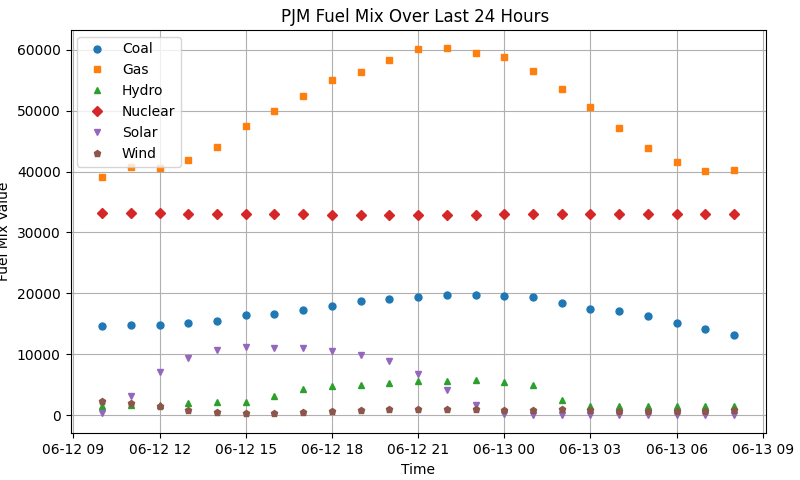 PJM Fuel Mix Over Last 24 Hours
Coal
Gas
Hydro
Nuclear
Solar
Wind
60000
50000
40000
30000
20000
10000
0
Fuel Mix Value
06-12 09 06-12 12 06-12 15 06-12 18 06-12 21 06-13 00 06-13 03 06-13 06 06-13 09
Time